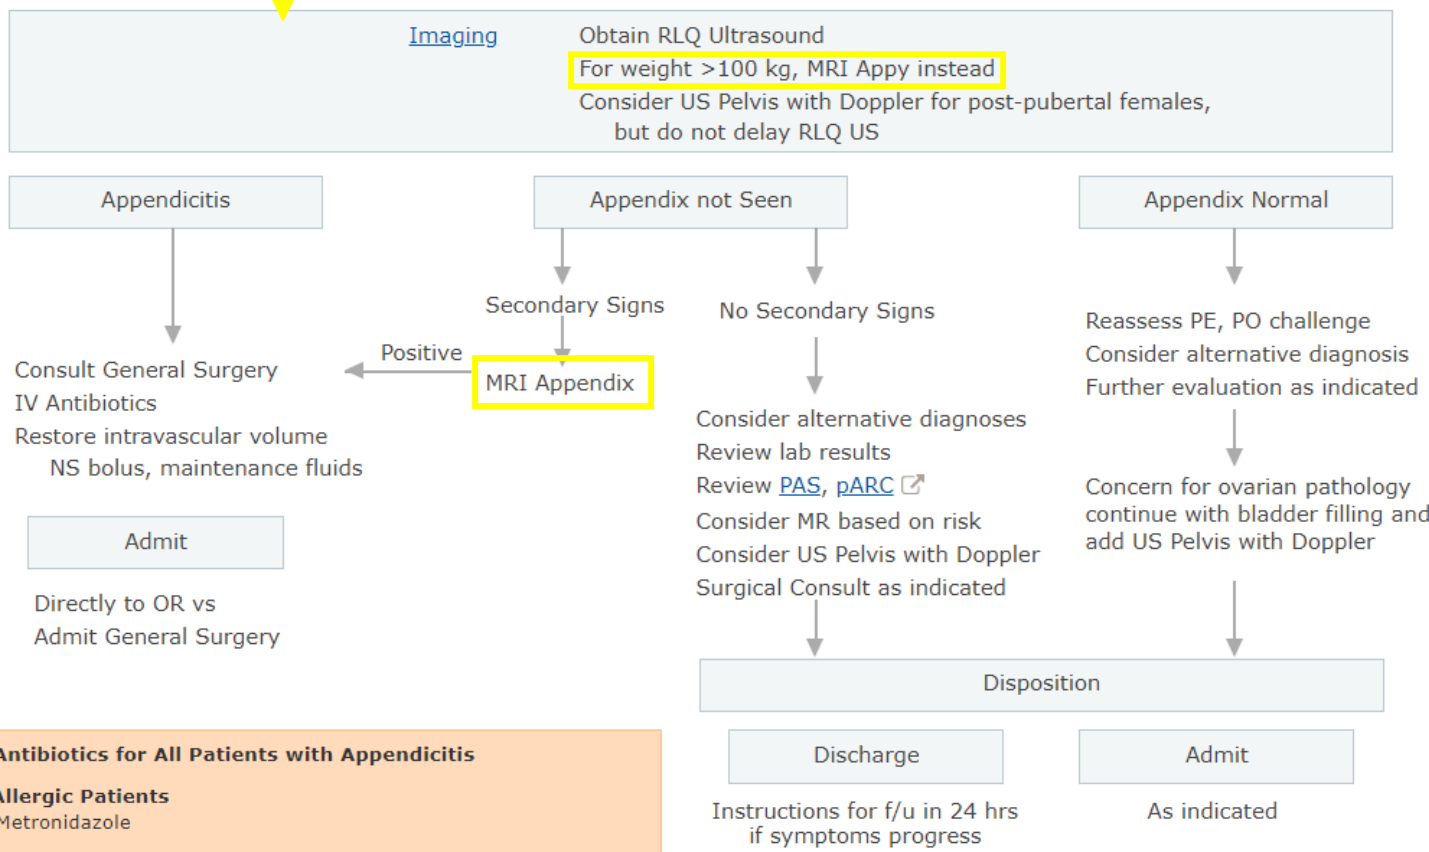 Imaging
Obtain RLQ Ultrasound
For weight >100 kg, MRI Appy instead
Consider US Pelvis with Doppler for post-pubertal females,
but do not delay RLQ US
Appendicitis
Appendix not Seen
Appendix Normal
Secondary Signs
No Secondary Signs
Positive
MRI Appendix
Consult General Surgery
IV Antibiotics
Restore intravascular volume
NS bolus, maintenance fluids
Admit
Directly to OR vs
Admit General Surgery
Consider alternative diagnoses
Review lab results
Review PAS, pARC
Consider MR based on risk
Consider US Pelvis with Doppler
Surgical Consult as indicated
Reassess PE, PO challenge
Consider alternative diagnosis
Further evaluation as indicated
Concern for ovarian pathology
continue with bladder filling and
add US Pelvis with Doppler
Disposition
Discharge
Instructions for f/u in 24 hrs
if symptoms progress
Admit
As indicated
Antibiotics for All Patients with Appendicitis
Allergic Patients
Metronidazole